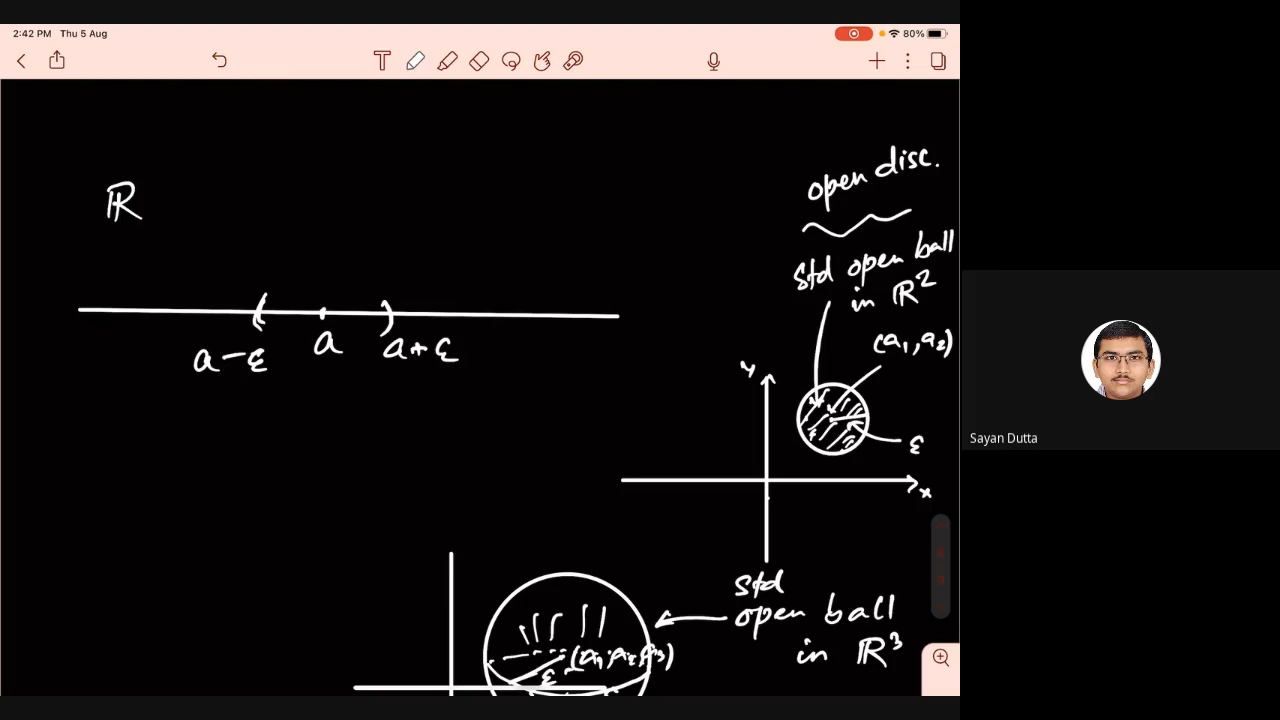 2:42 PM Thu 5 Aug
80%
T
ℝ
a-ε a a+ε
open disc.
std open ball
in ℝ²
(a₁, a₂)
y
ε
x
std
open ball
in ℝ³
(a₁, a₂, a₃)
ε
Sayan Dutta